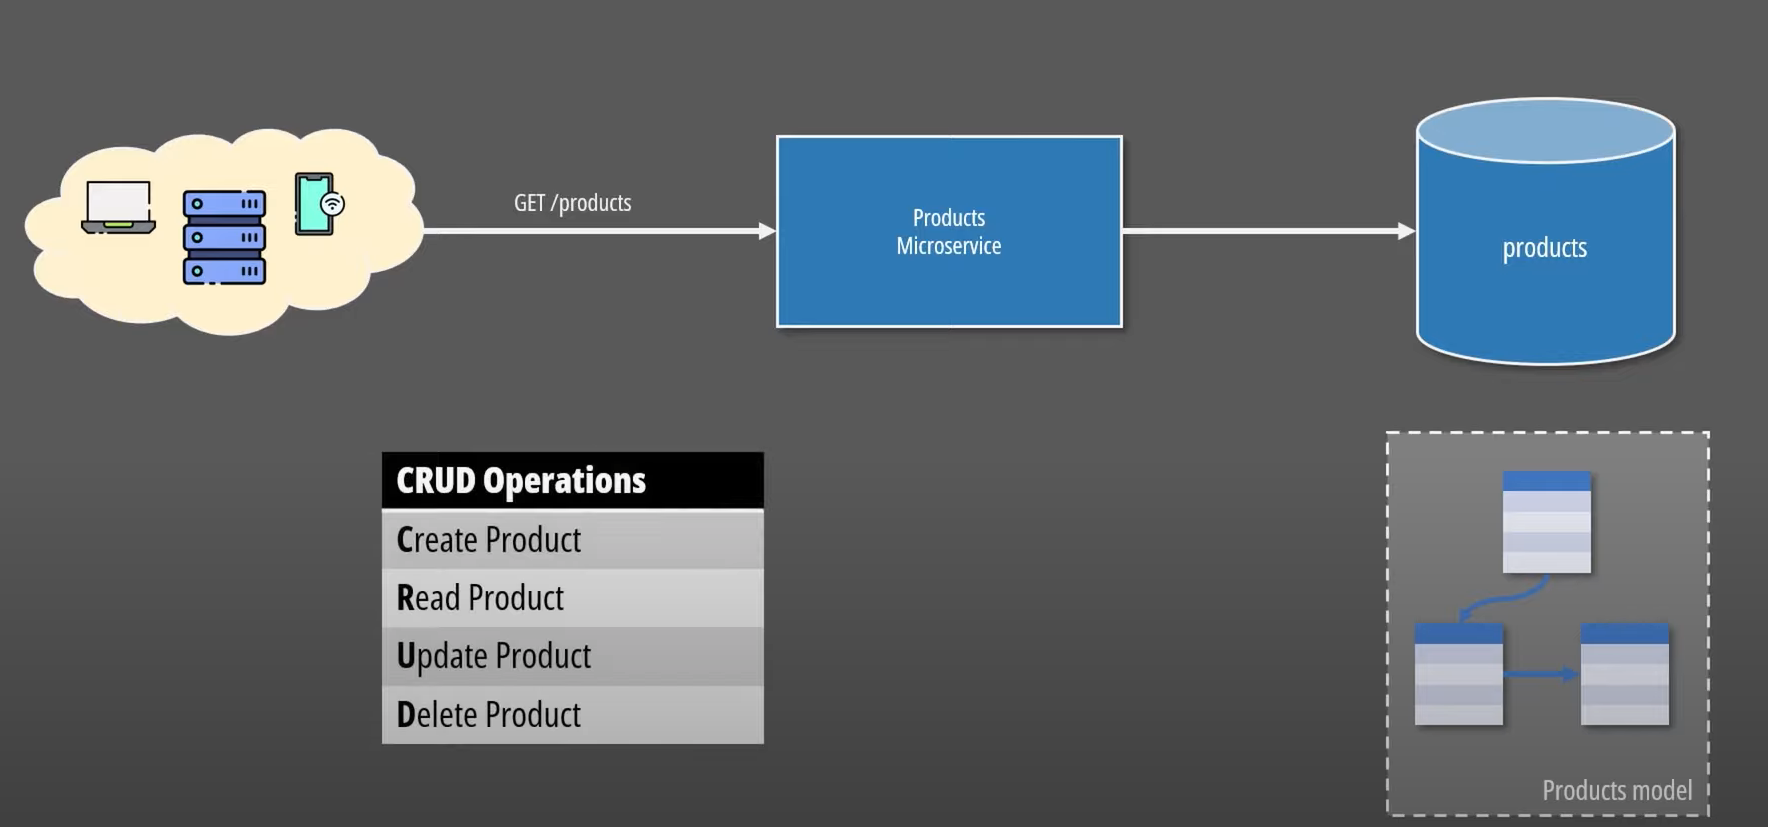 GET /products
Products
Microservice
products
CRUD Operations
Create Product
Read Product
Update Product
Delete Product
Products model